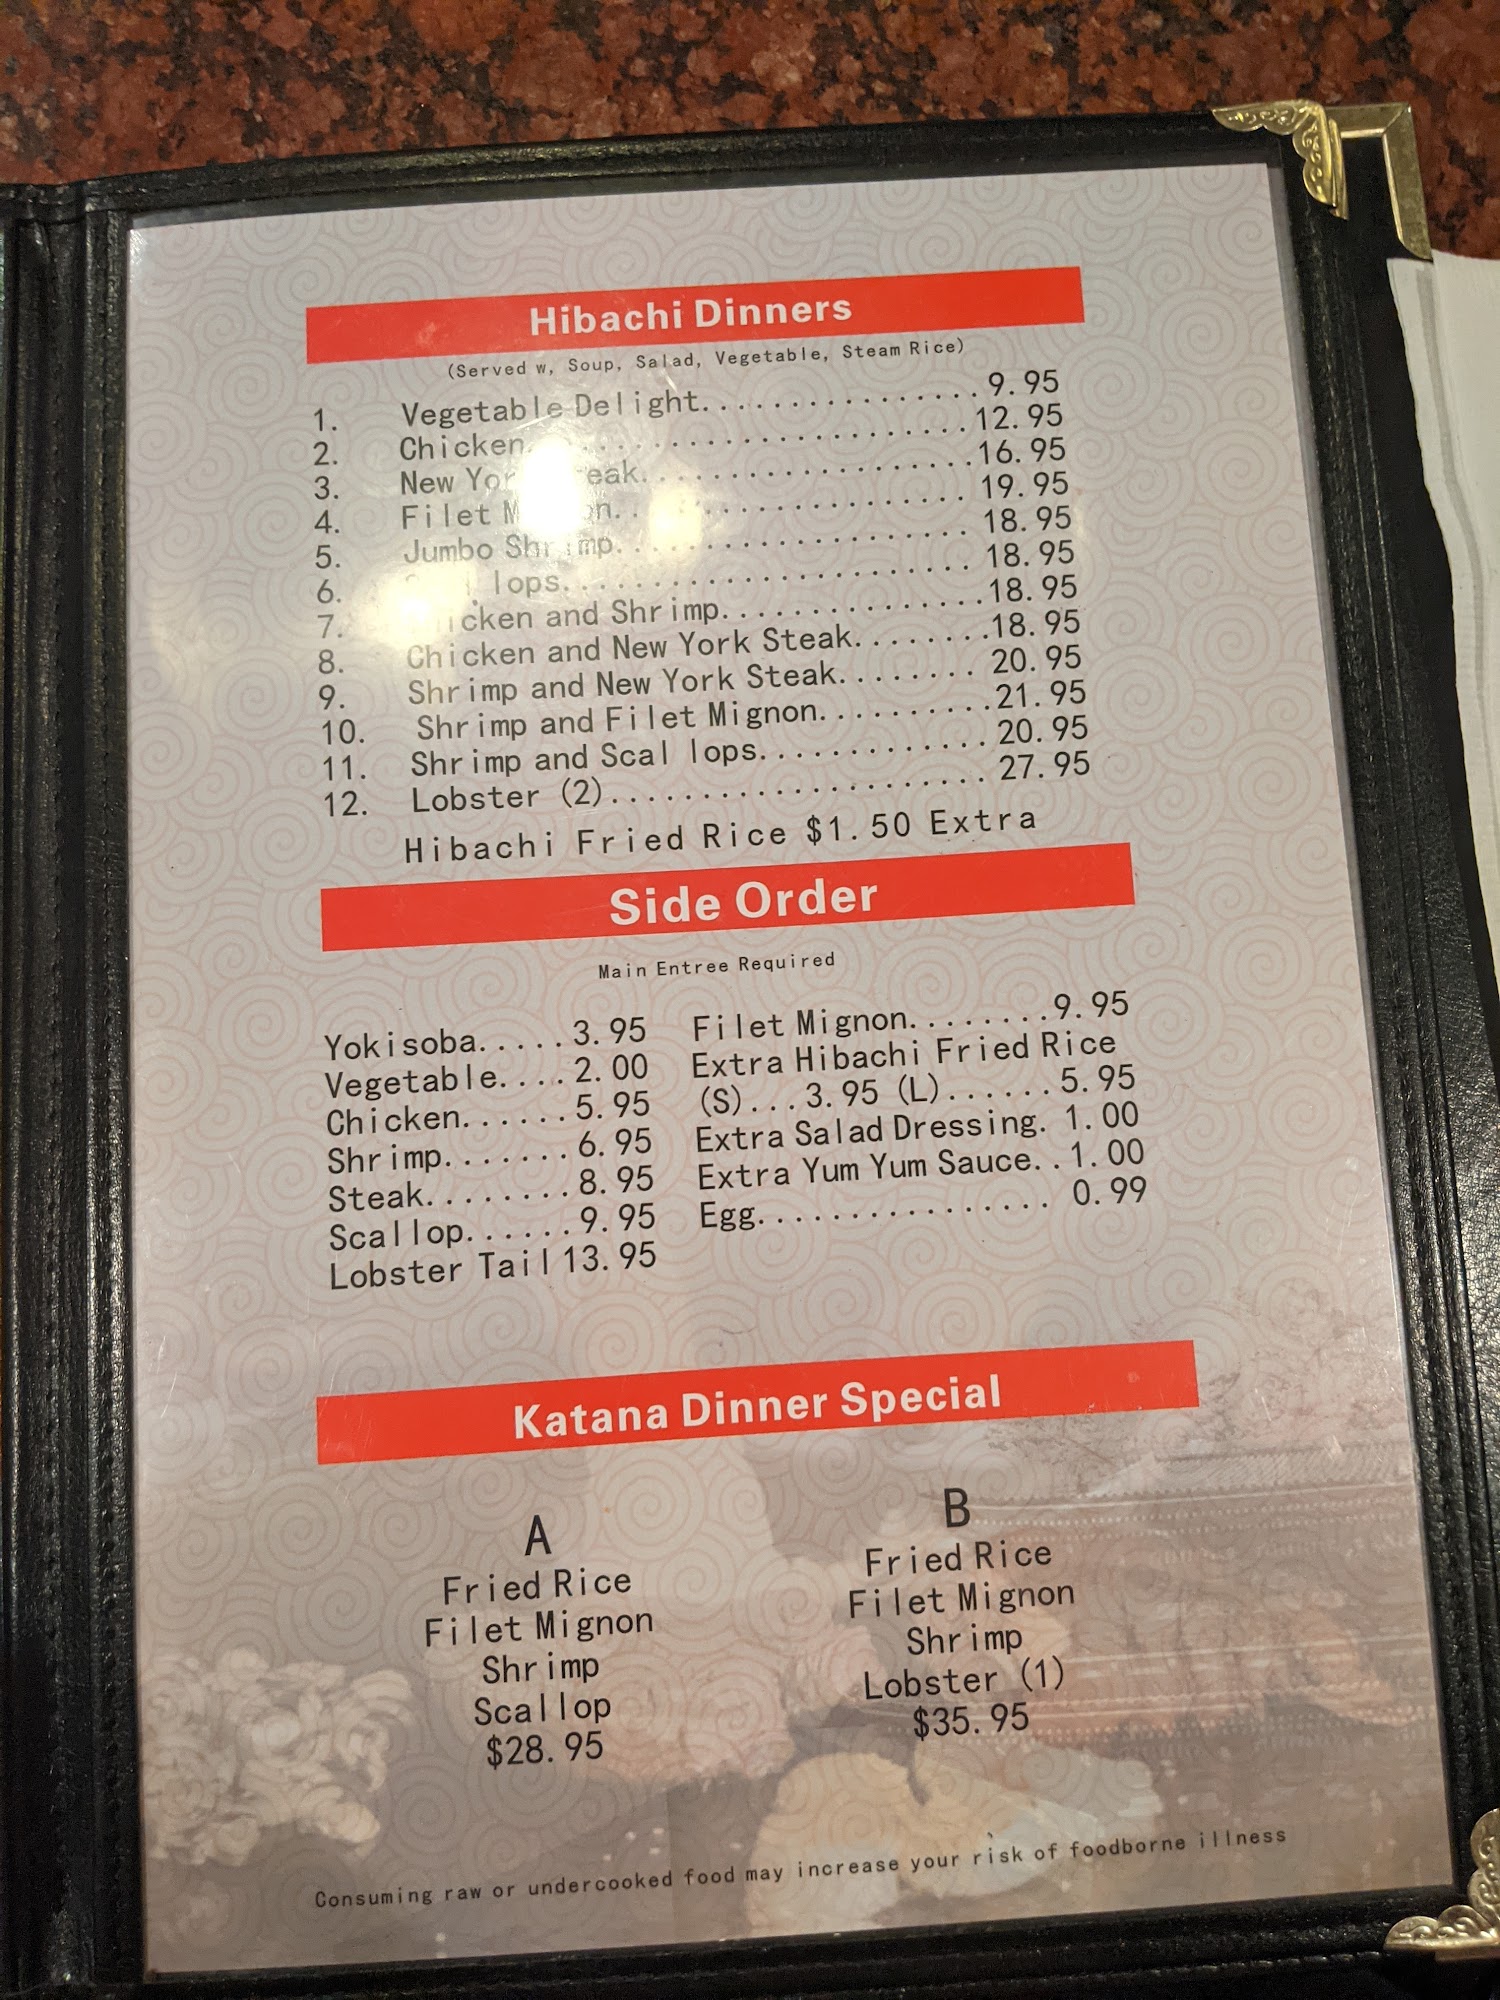 Hibachi Dinners
(Served w, Soup, Salad, Vegetable, Steam Rice)
1. Vegetable Delight................9.95
2. Chicken..........................12.95
3. New York Steak...................16.95
4. Filet Mignon.................... 19.95
5. Jumbo Shrimp.................... 18.95
6. lops....................... 18.95
7. Chicken and Shrimp...............18.95
8. Chicken and New York Steak........18.95
9. Shrimp and New York Steak........ 20.95
10. Shrimp and Filet Mignon..........21.95
11. Shrimp and Scallops............. 20.95
12. Lobster (2)..................... 27.95
Hibachi Fried Rice $1.50 Extra
Side Order
Main Entree Required
Yokisoba.....3.95
Vegetable....2.00
Chicken......5.95
Shrimp.......6.95
Steak........8.95
Scallop......9.95
Lobster Tail 13.95
Filet Mignon........9.95
Extra Hibachi Fried Rice
(S)...3.95 (L)......5.95
Extra Salad Dressing. 1.00
Extra Yum Yum Sauce..1.00
Egg................ 0.99
Katana Dinner Special
A
Fried Rice
Filet Mignon
Shrimp
Scallop
$28.95
B
Fried Rice
Filet Mignon
Shrimp
Lobster (1)
$35.95
Consuming raw or undercooked food may increase your risk of foodborne illness